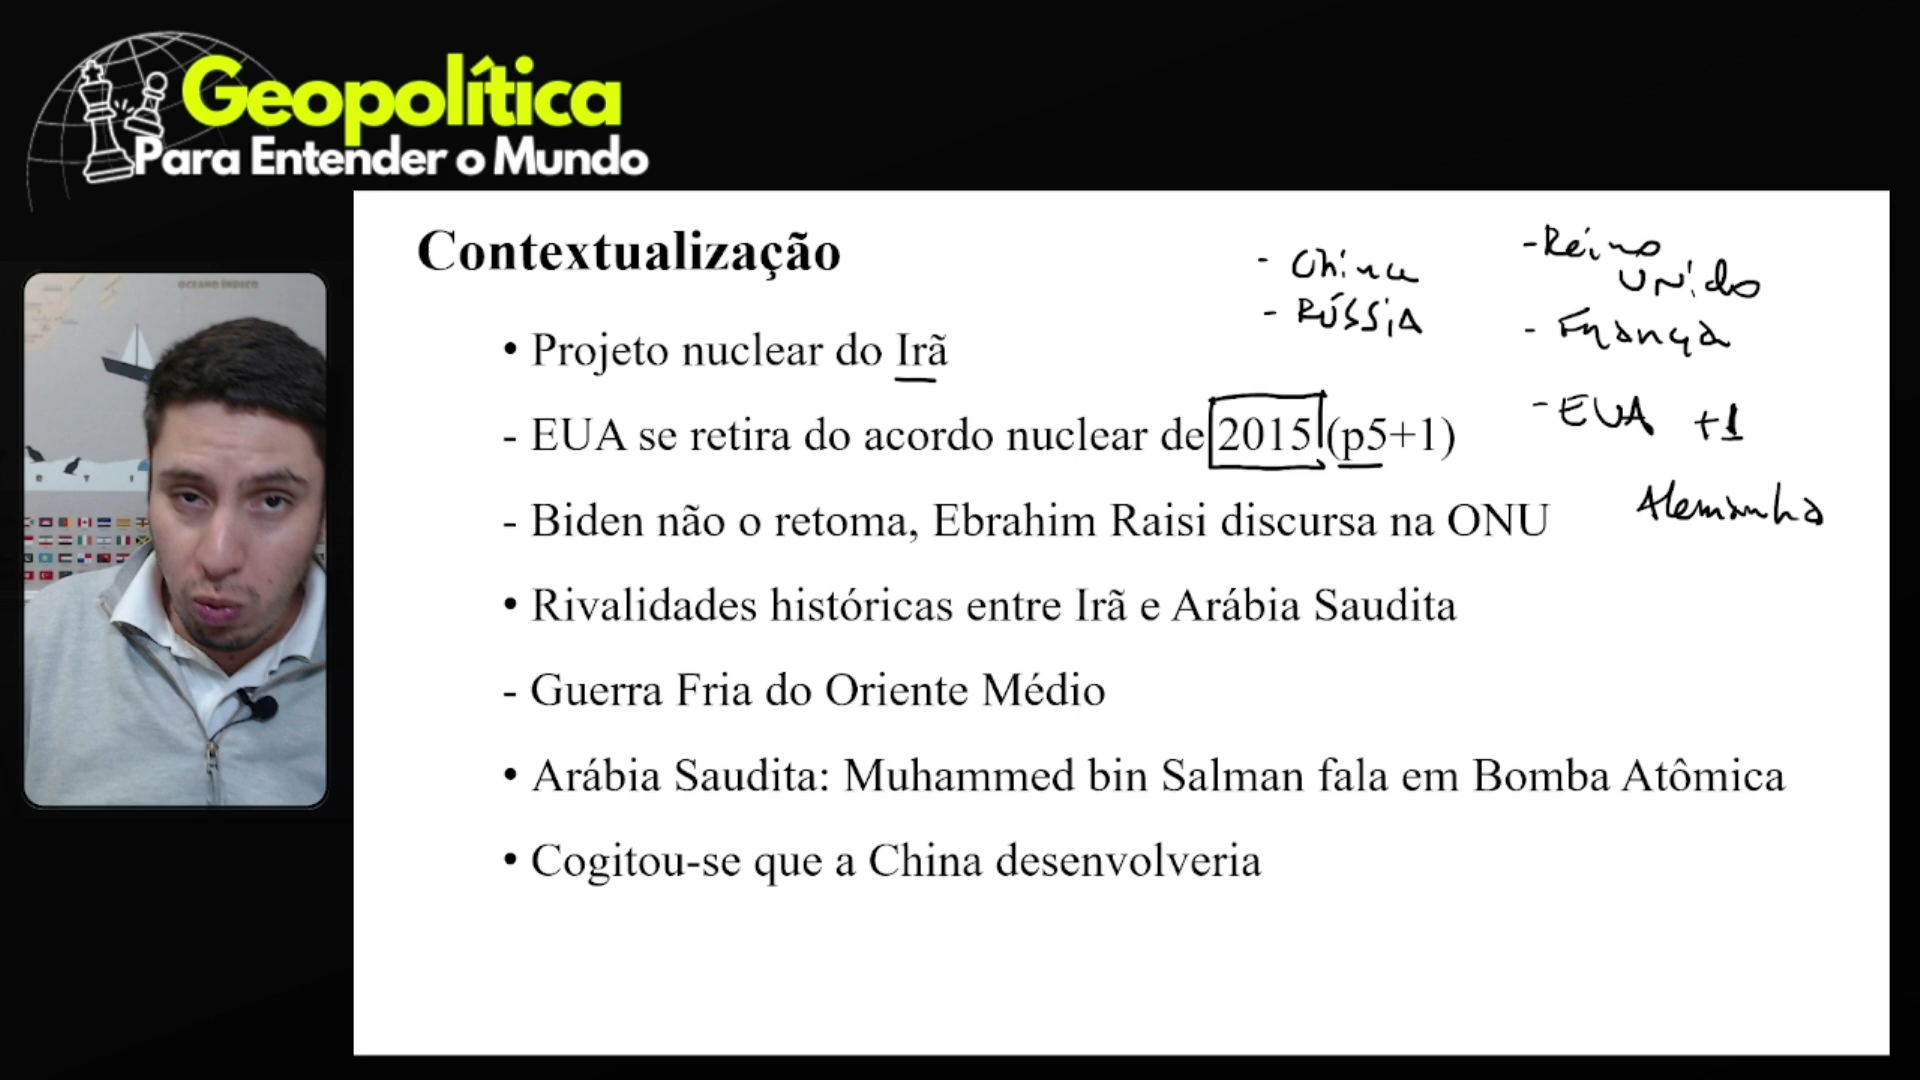 Geopolítica
Para Entender o Mundo
OCEANO ÍNDICO
Contextualização
- China
- RÚSSIA
- Reino
Unido
- França
- EUA +1
Alemanha
• Projeto nuclear do Irã
- EUA se retira do acordo nuclear de 2015 (p5+1)
- Biden não o retoma, Ebrahim Raisi discursa na ONU
• Rivalidades históricas entre Irã e Arábia Saudita
- Guerra Fria do Oriente Médio
• Arábia Saudita: Muhammed bin Salman fala em Bomba Atômica
• Cogitou-se que a China desenvolveria